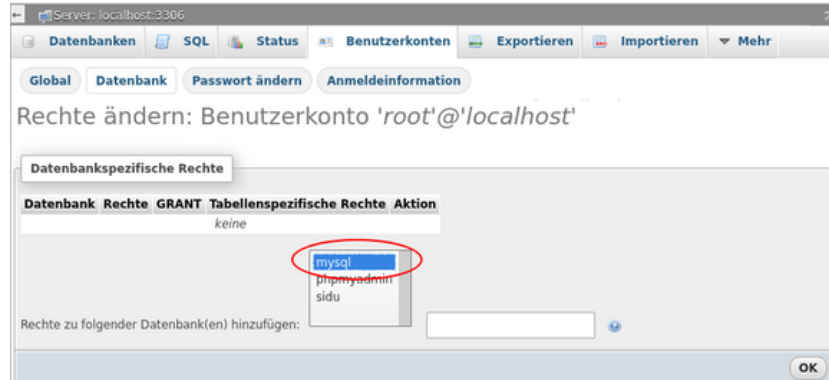 Server: localhost:3306
Datenbanken SQL Status Benutzerkonten Exportieren Importieren Mehr
Global Datenbank Passwort ändern Anmeldeinformation
Rechte ändern: Benutzerkonto 'root'@'localhost'
Datenbankspezifische Rechte
Datenbank Rechte GRANT Tabellenspezifische Rechte Aktion
keine
mysql
phpmyadmin
sidu
Rechte zu folgender Datenbank(en) hinzufügen:
OK